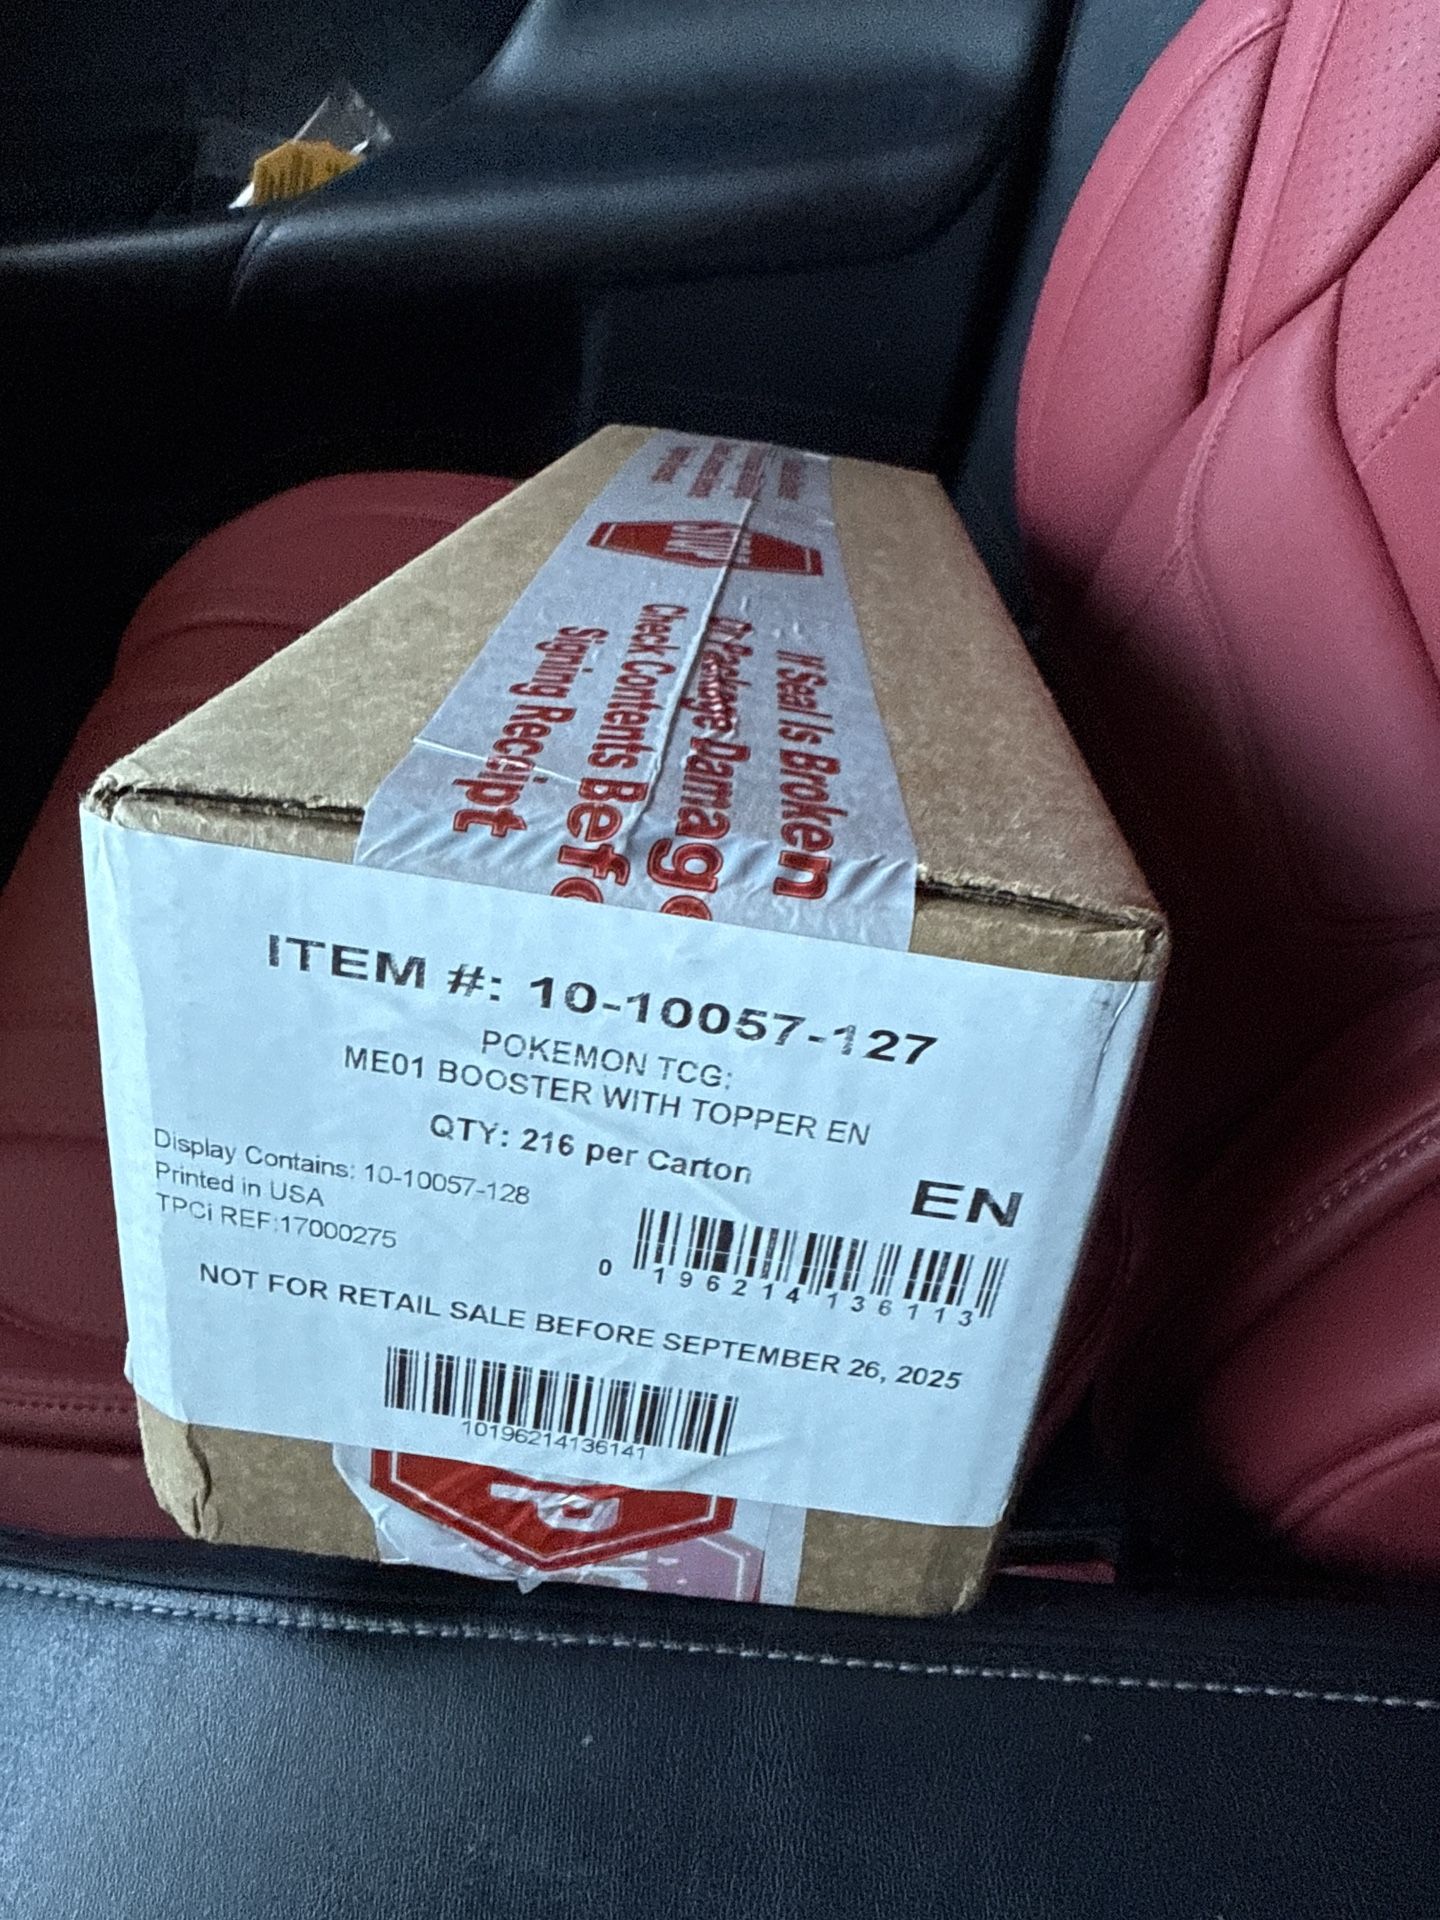 STOP
If Seal Is Broken
Or Package Damaged
Check Contents Before
Signing Receipt
ITEM #: 10-10057-127
POKEMON TCG:
ME01 BOOSTER WITH TOPPER EN
QTY: 216 per Carton
Display Contains: 10-10057-128
Printed in USA
TPCi REF:17000275
EN
0 196214 136113
NOT FOR RETAIL SALE BEFORE SEPTEMBER 26, 2025
10196214136141